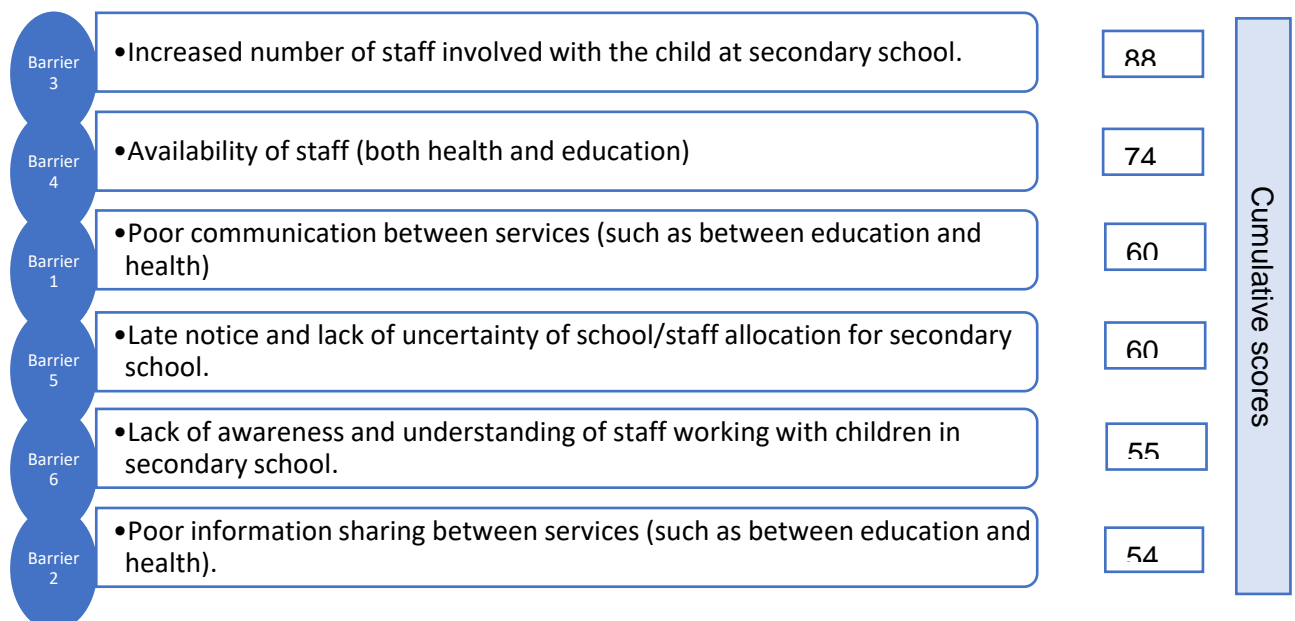 Barrier
3
•Increased number of staff involved with the child at secondary school.
88
Barrier
4
•Availability of staff (both health and education)
74
Barrier
1
•Poor communication between services (such as between education and
health)
60
Barrier
5
•Late notice and lack of uncertainty of school/staff allocation for secondary
school.
60
Barrier
6
•Lack of awareness and understanding of staff working with children in
secondary school.
55
Barrier
2
•Poor information sharing between services (such as between education and
health).
54
Cumulative scores